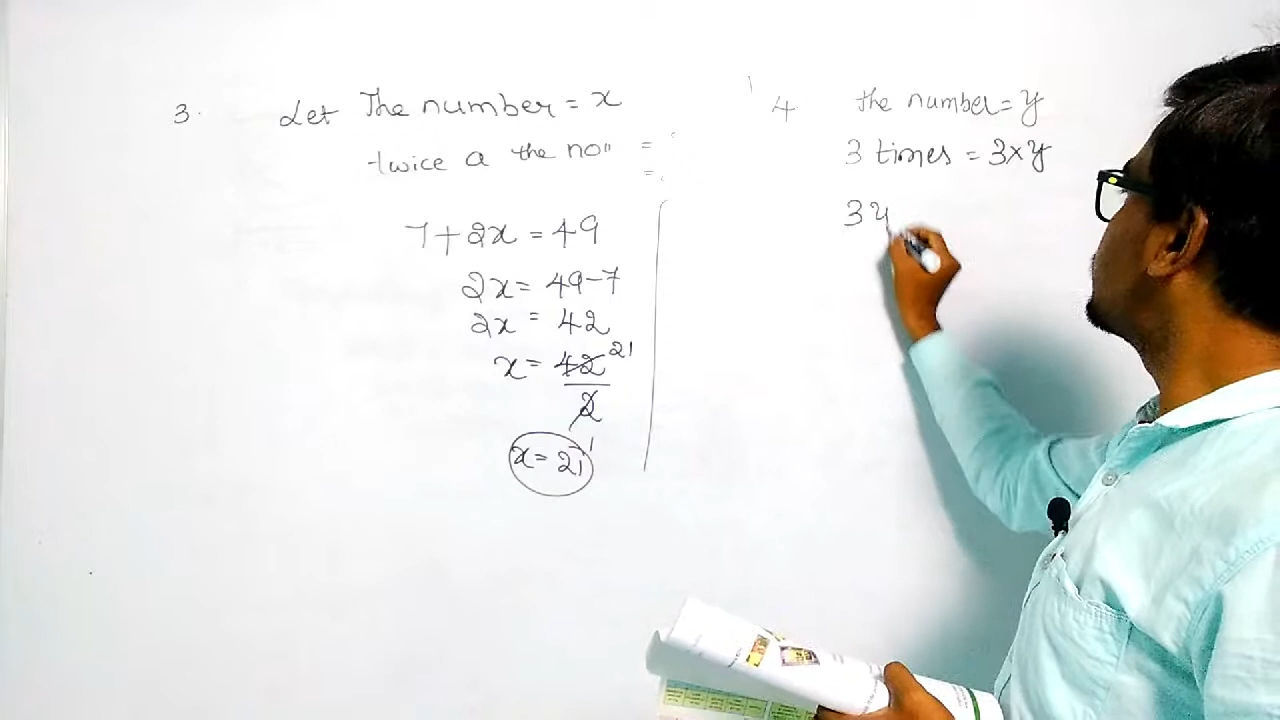 3.
Let The number = x
twice a the no" =
=
7 + 2x = 49
2x = 49 - 7
2x = 42
x = 42 21
2 1
x = 21
4 the number = y
3 times = 3 x y
3y